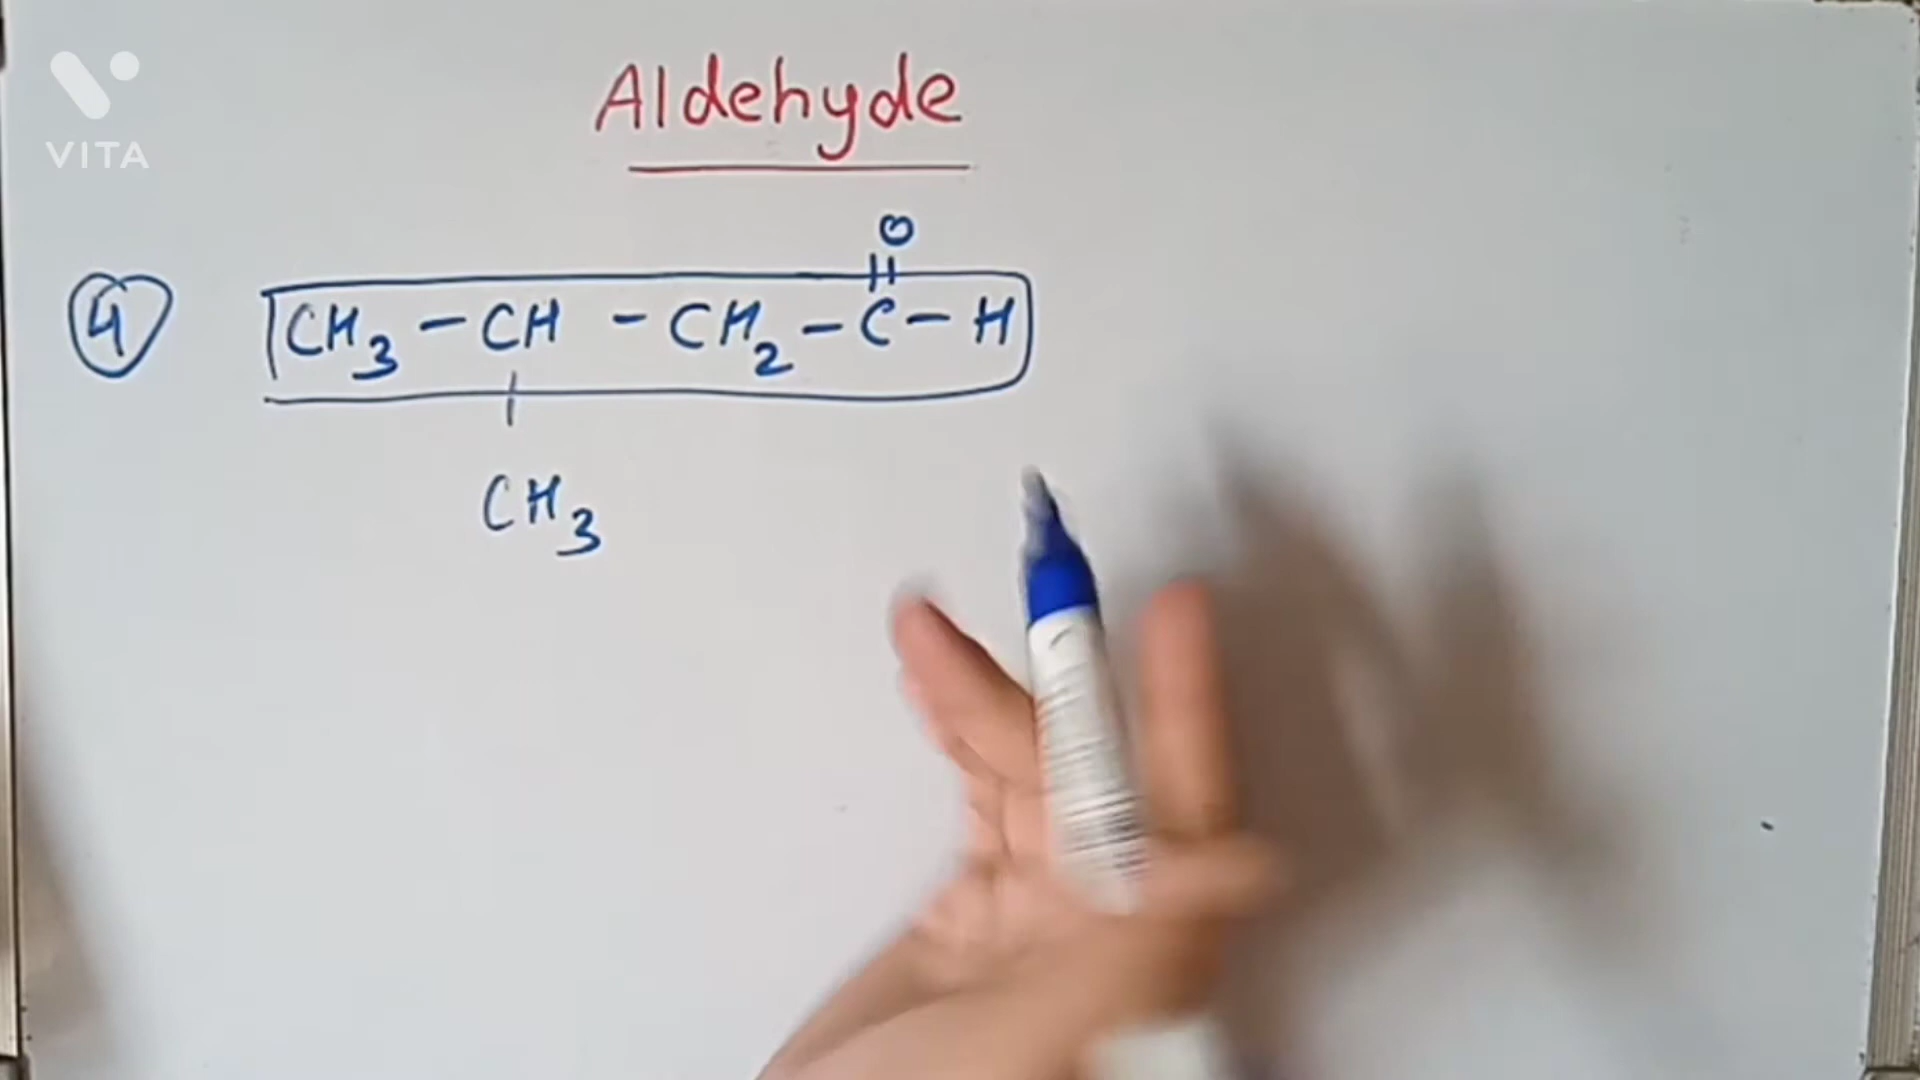 VITA
Aldehyde
O
||
4 CH3 - CH - CH2 - C - H
|
CH3